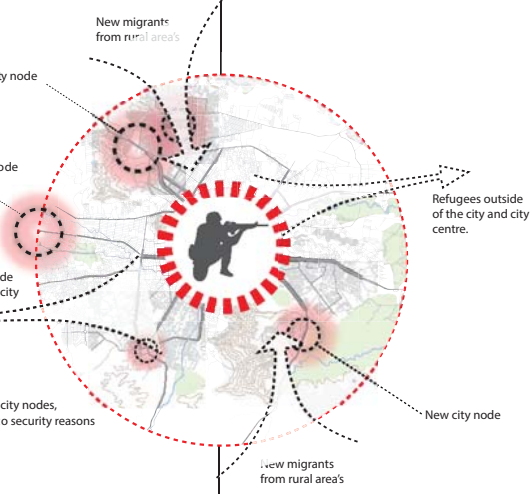 New migrants
from rural area's
ty node
ode
Refugees outside
of the city and city
centre.
de
city
city nodes,
o security reasons
New city node
New migrants
from rural area's